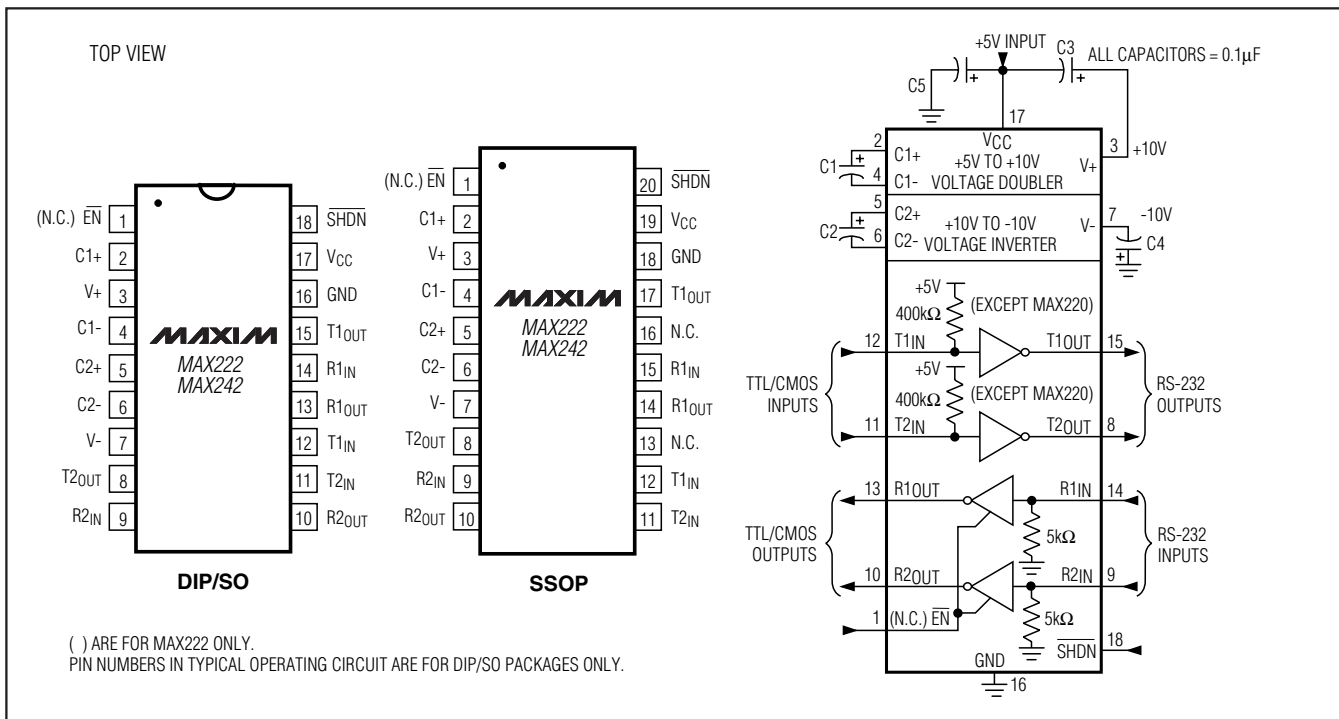 TOP VIEW
(N.C.) EN
1
C1+
2
V+
3
C1-
4
C2+
5
C2-
6
V-
7
T2OUT
8
R2IN
9
18
SHDN
17
VCC
16
GND
15
T1OUT
14
R1IN
13
R1OUT
12
T1IN
11
T2IN
10
R2OUT
MAXIM
MAX222
MAX242
DIP/SO
(N.C.) EN
1
C1+
2
V+
3
C1-
4
C2+
5
C2-
6
V-
7
T2OUT
8
R2IN
9
R2OUT
10
20
SHDN
19
VCC
18
GND
17
T1OUT
16
N.C.
15
R1IN
14
R1OUT
13
N.C.
12
T1IN
11
T2IN
MAXIM
MAX222
MAX242
SSOP
( ) ARE FOR MAX222 ONLY.
PIN NUMBERS IN TYPICAL OPERATING CIRCUIT ARE FOR DIP/SO PACKAGES ONLY.
+5V INPUT
C3
ALL CAPACITORS = 0.1µF
C5
+
+
17
VCC
2
C1+
+5V TO +10V
VOLTAGE DOUBLER
V+
3
+10V
C1
+
4
C1-
5
C2+
+10V TO -10V
VOLTAGE INVERTER
V-
7
-10V
C2
+
6
C2-
C4
+
+5V
400kΩ
(EXCEPT MAX220)
12
T1IN
T1OUT
15
+5V
400kΩ
(EXCEPT MAX220)
TTL/CMOS
INPUTS
RS-232
OUTPUTS
11
T2IN
T2OUT
8
13
R1OUT
R1IN
14
5kΩ
TTL/CMOS
OUTPUTS
RS-232
INPUTS
10
R2OUT
R2IN
9
5kΩ
1
(N.C.) EN
SHDN
18
GND
16